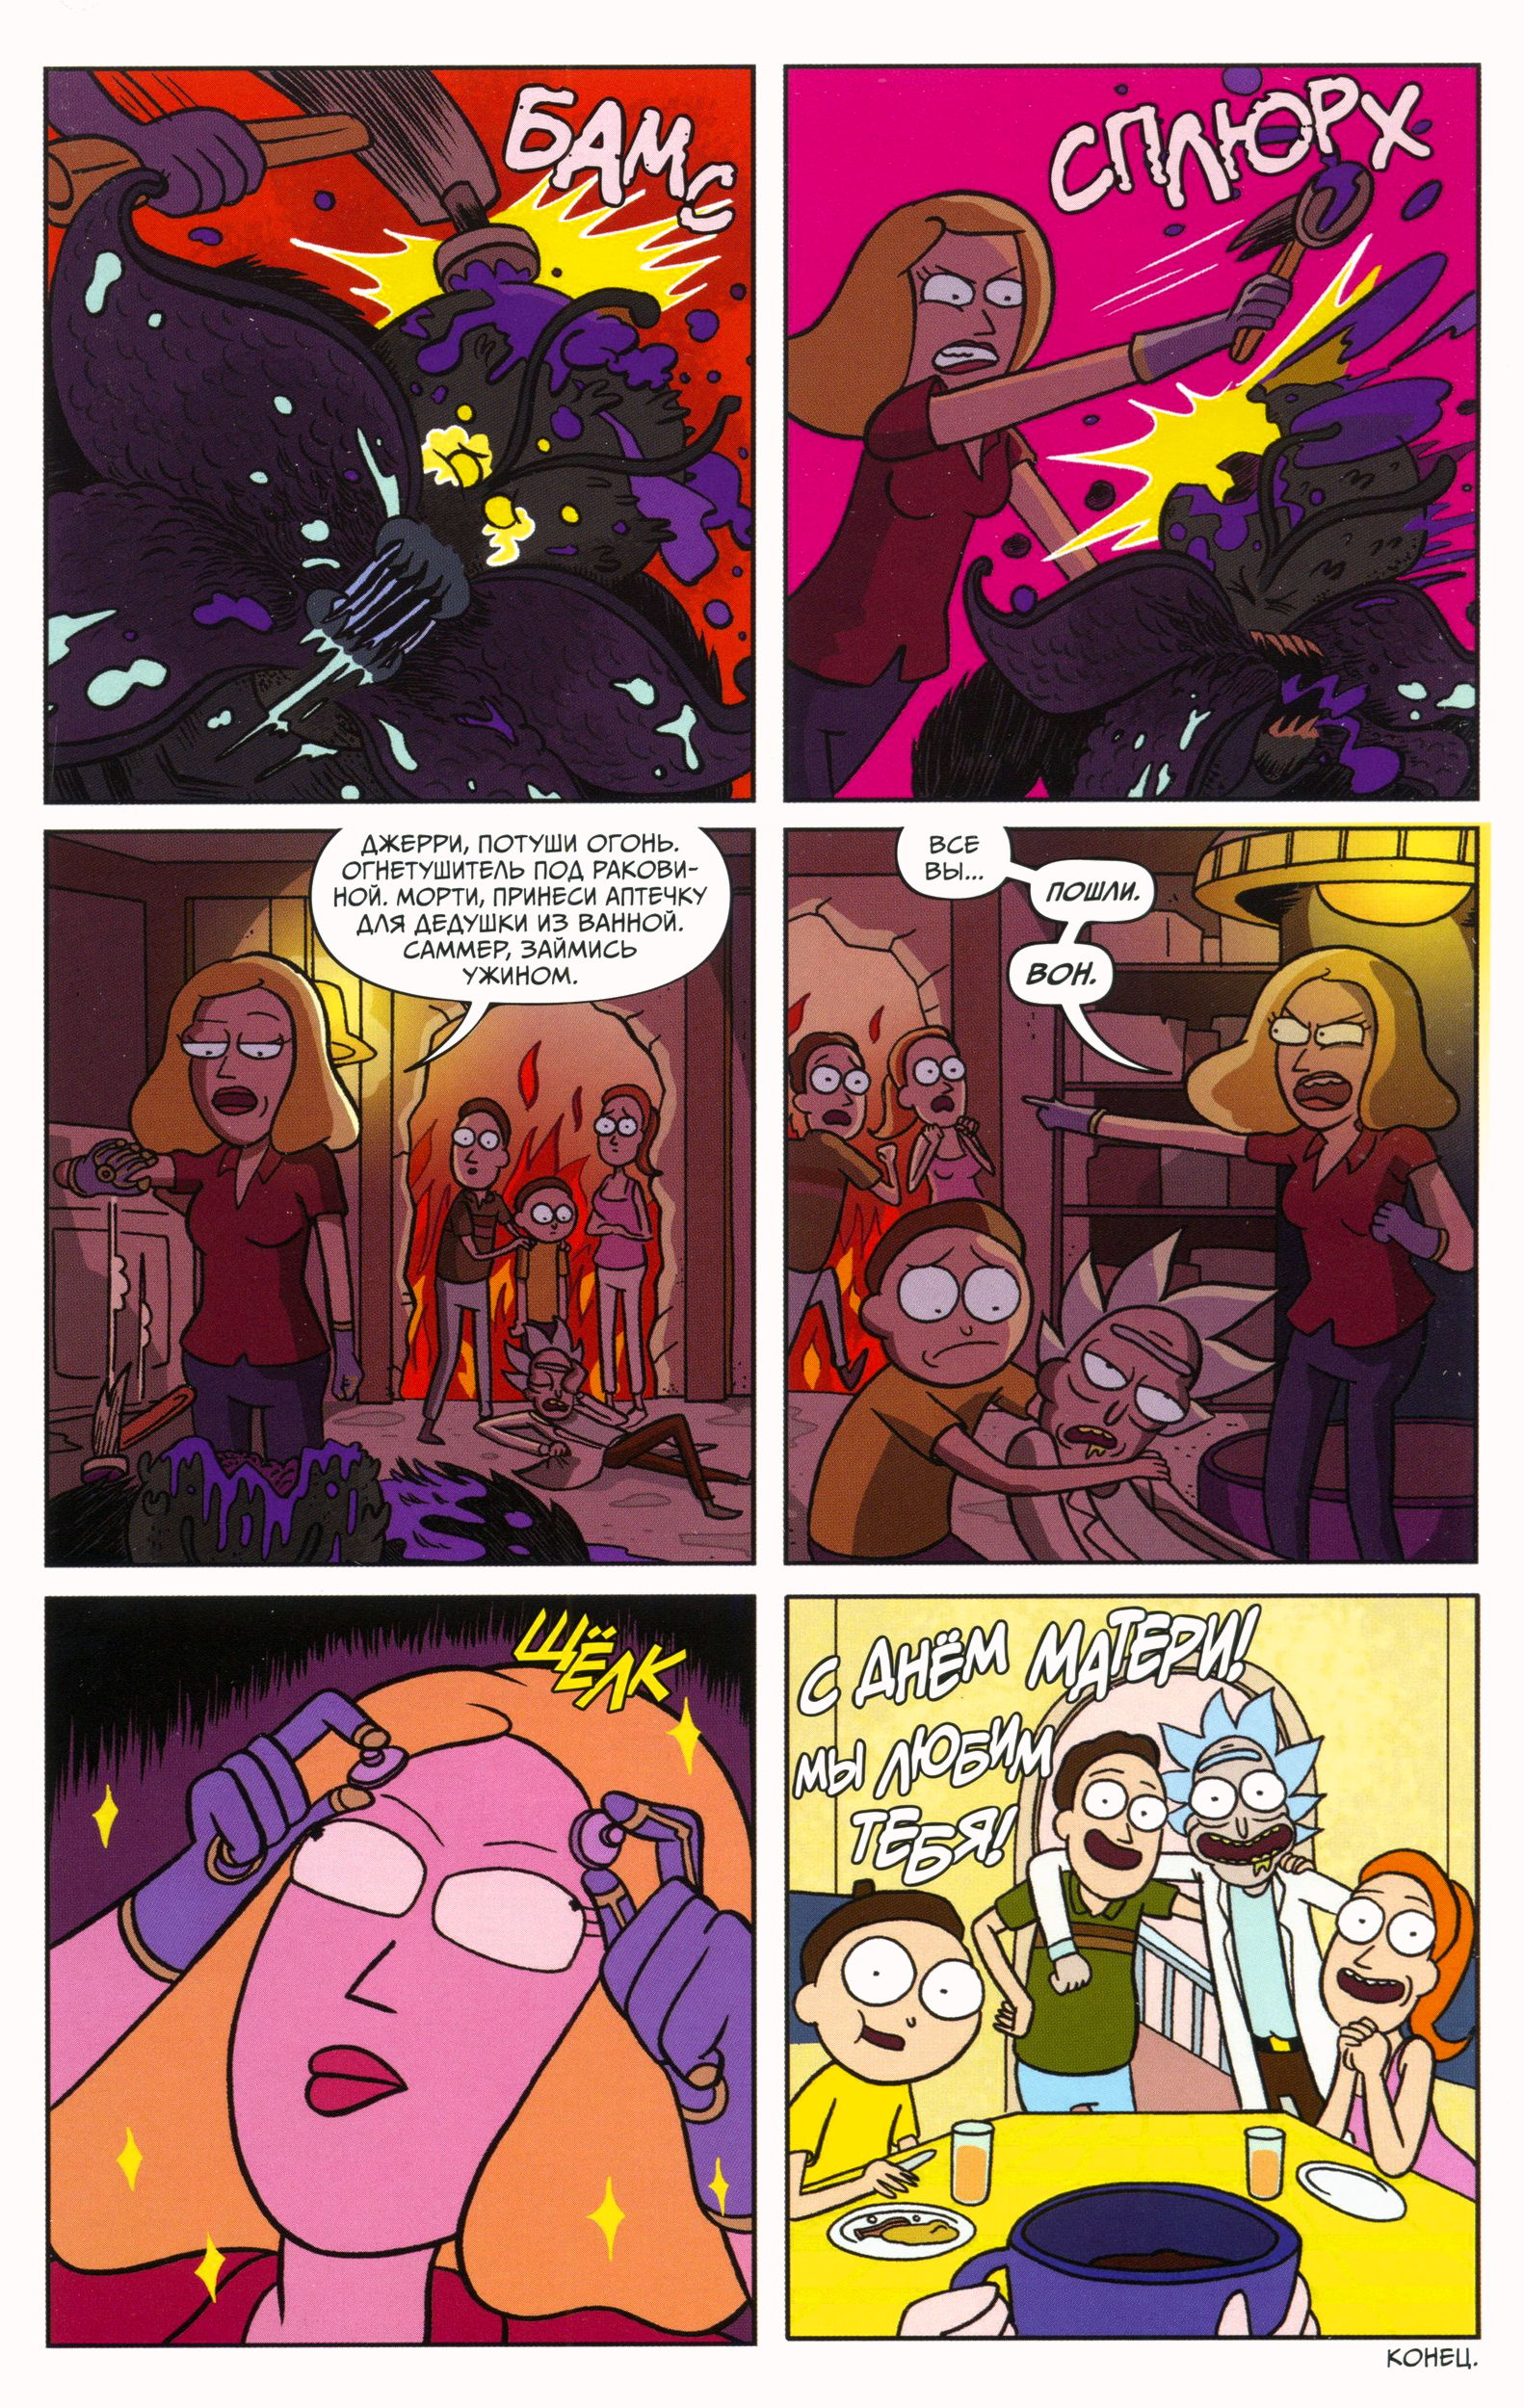 БАМС
СПЛЮРХ
ДЖЕРРИ, ПОТУШИ ОГОНЬ.
ОГНЕТУШИТЕЛЬ ПОД РАКОВИ-
НОЙ. МОРТИ, ПРИНЕСИ АПТЕЧКУ
ДЛЯ ДЕДУШКИ ИЗ ВАННОЙ.
САММЕР, ЗАЙМИСЬ
УЖИНОМ.
ВСЕ
ВЫ...
ПОШЛИ.
ВОН.
ЩЁЛК
С ДНЁМ МАТЕРИ!
МЫ ЛЮБИМ
ТЕБЯ!
КОНЕЦ.